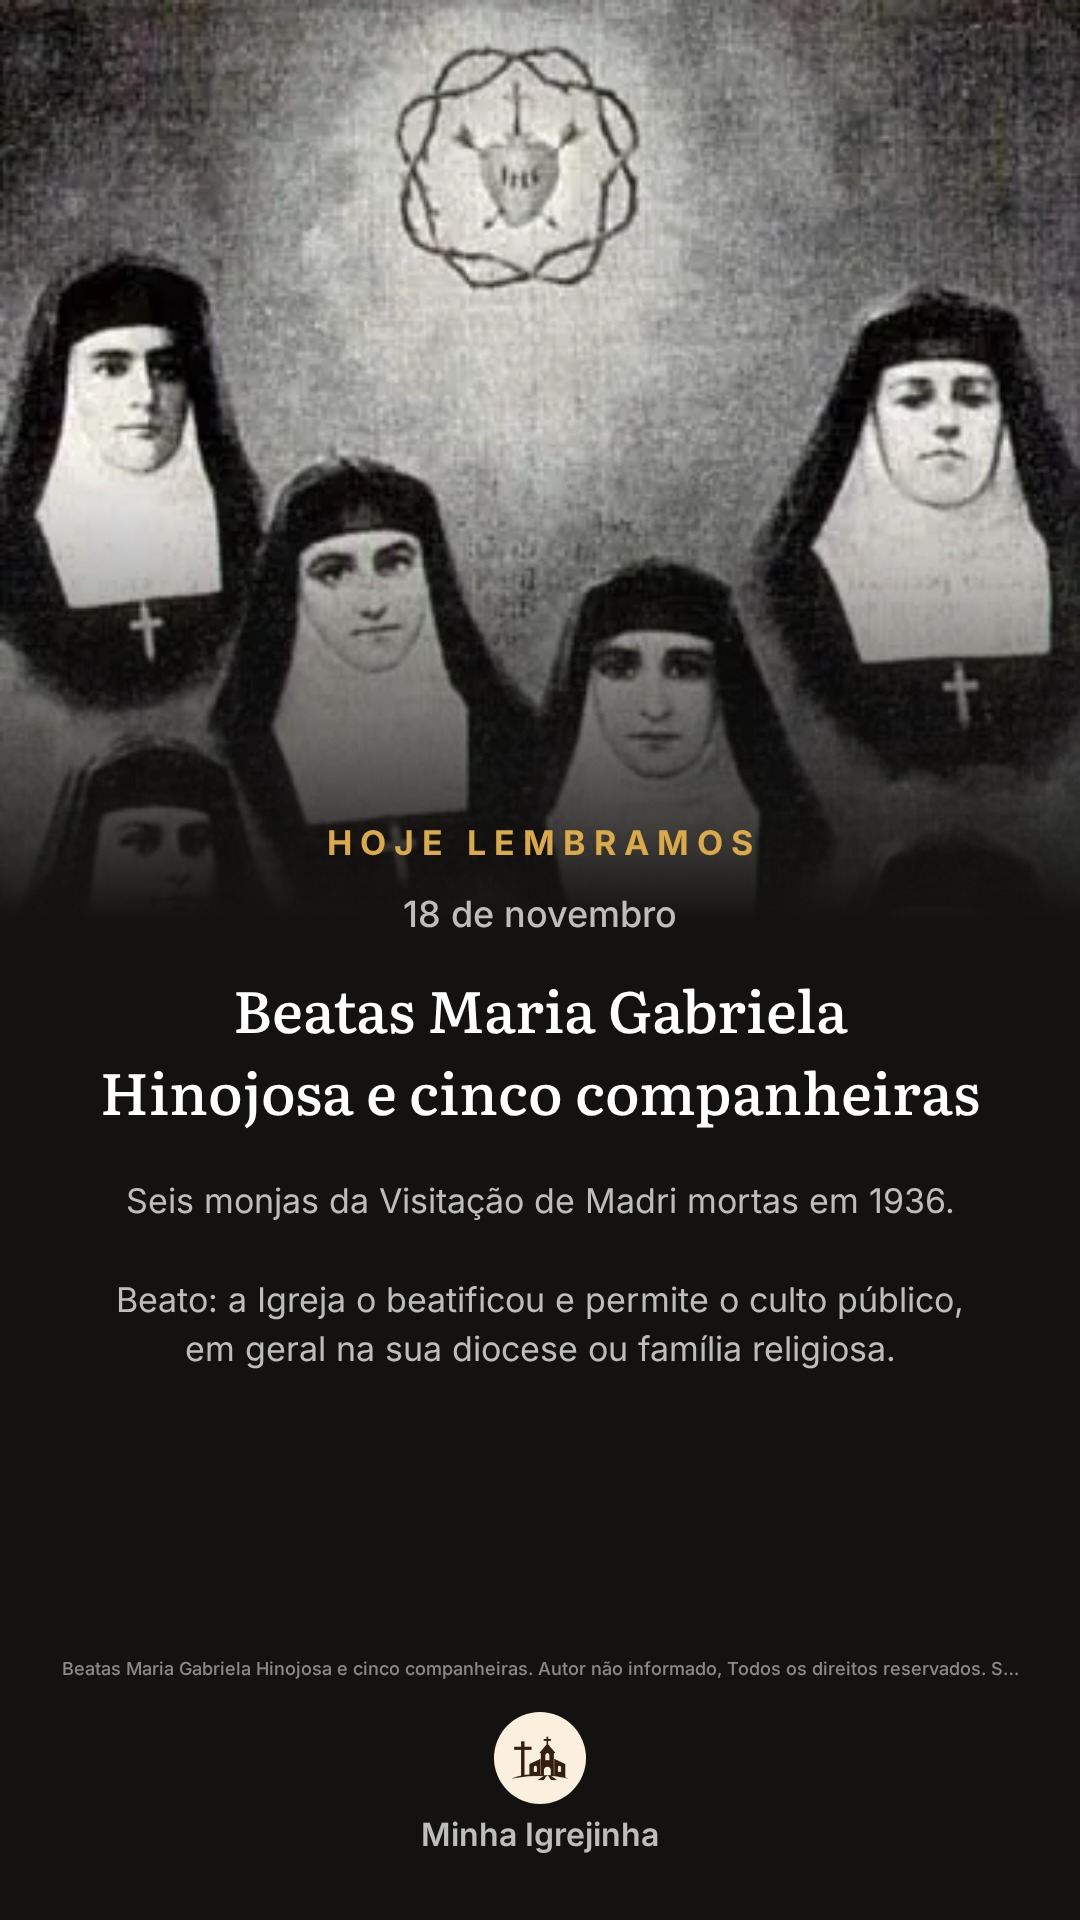 HOJE LEMBRAMOS
18 de novembro
Beatas Maria Gabriela
Hinojosa e cinco companheiras
Seis monjas da Visitação de Madri mortas em 1936.
Beato: a Igreja o beatificou e permite o culto público,
em geral na sua diocese ou família religiosa.
Beatas Maria Gabriela Hinojosa e cinco companheiras. Autor não informado, Todos os direitos reservados. S...
Minha Igrejinha